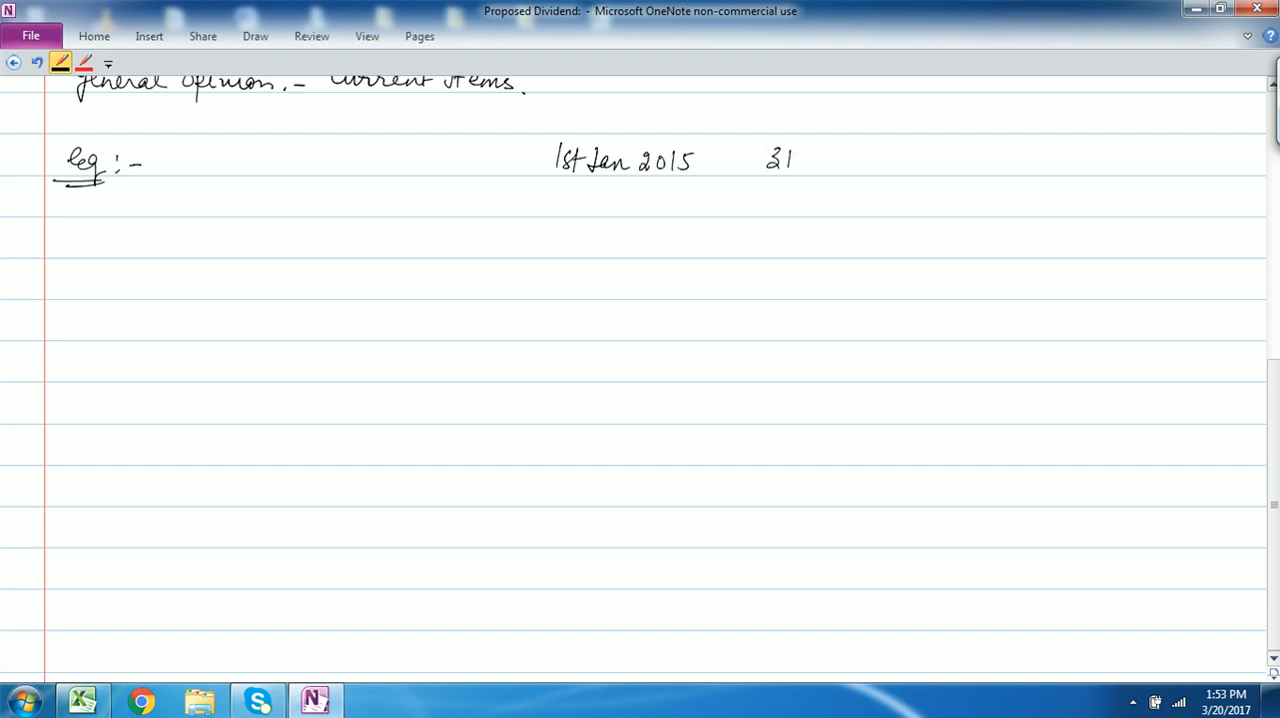 Proposed Dividend: - Microsoft OneNote non-commercial use
File Home Insert Share Draw Review View Pages
general opinion. - Current items.
eg :- 1st Jan 2015 31
1:53 PM
3/20/2017